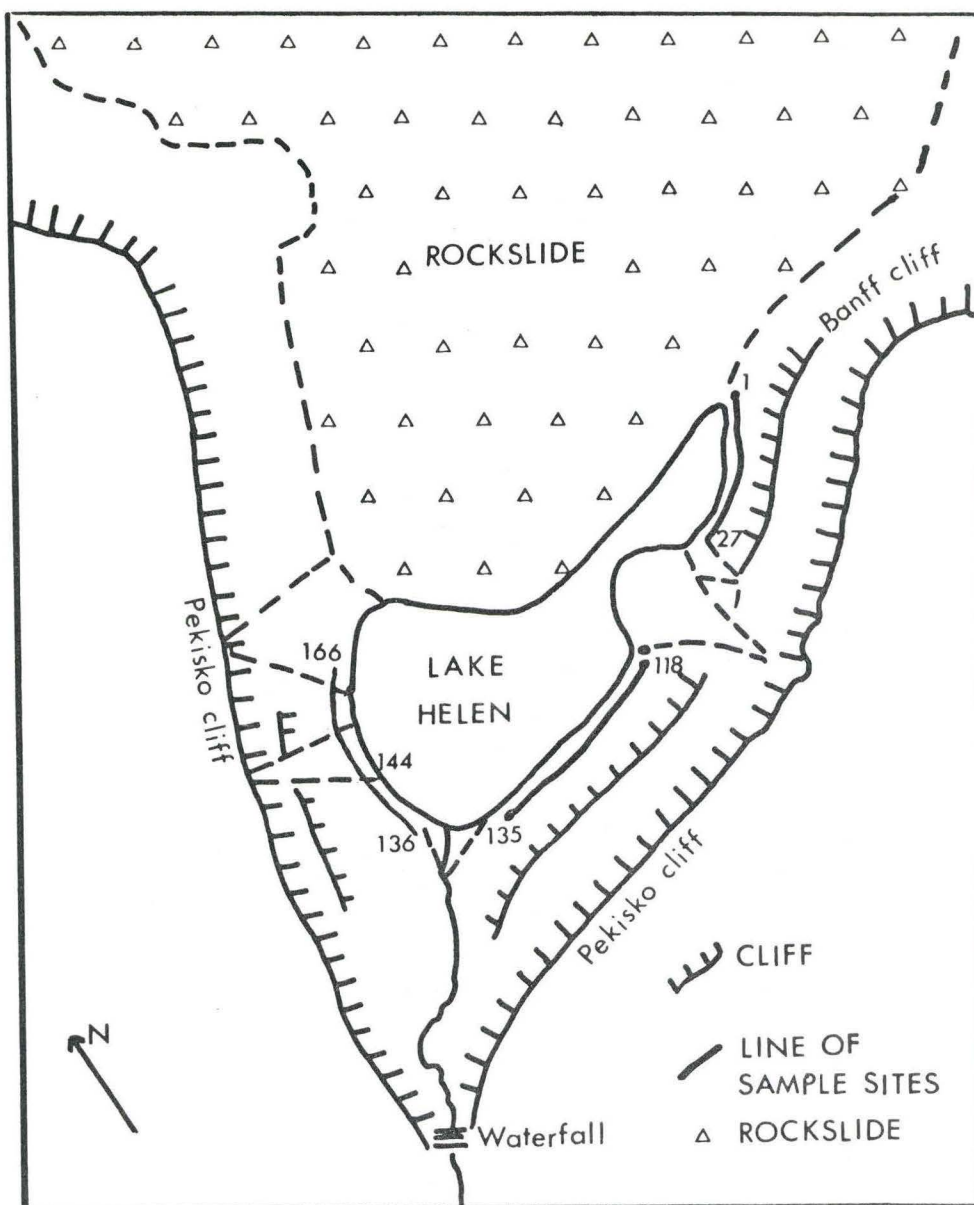 ROCKSLIDE
Banff cliff
1
27
Pekisko cliff
166
LAKE
HELEN
118
144
136
135
Pekisko cliff
CLIFF
N
LINE OF
SAMPLE SITES
Waterfall
ROCKSLIDE